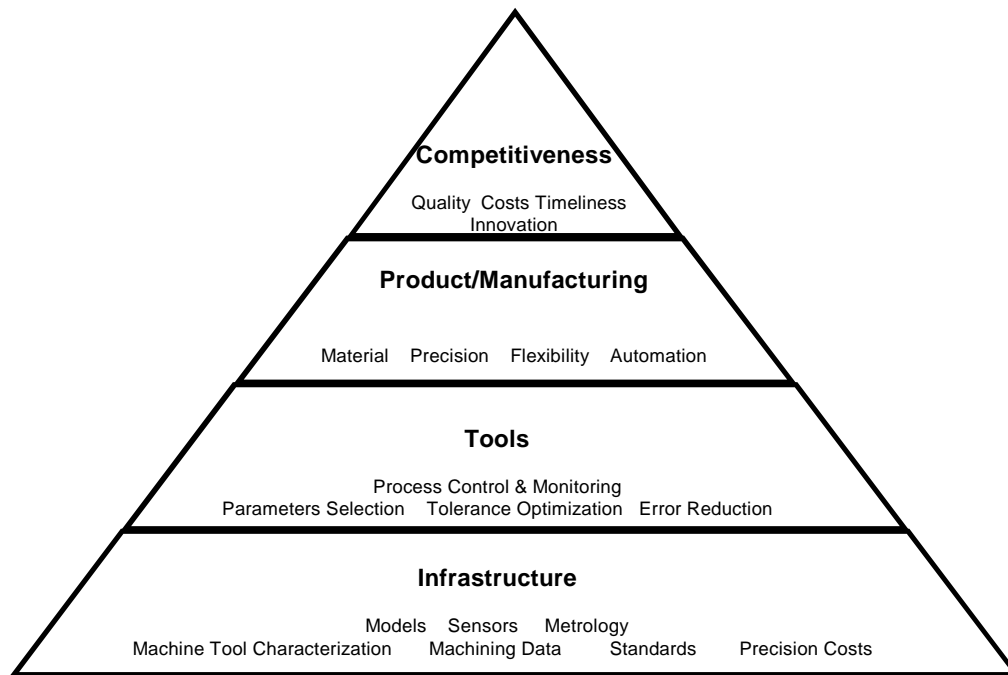 Competitiveness
Quality Costs Timeliness
Innovation
Product/Manufacturing
Material Precision Flexibility Automation
Tools
Process Control & Monitoring
Parameters Selection Tolerance Optimization Error Reduction
Infrastructure
Models Sensors Metrology
Machine Tool Characterization Machining Data Standards Precision Costs